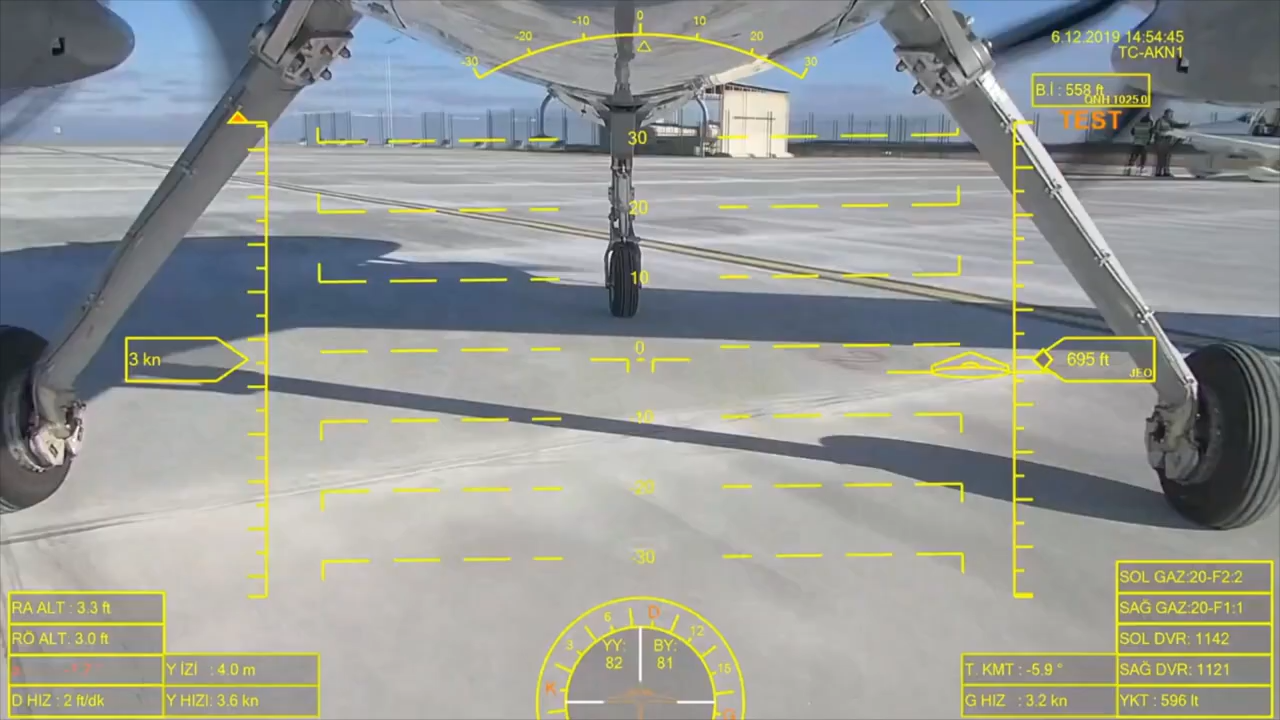 6.12.2019 14:54:45
TC-AKN1
B.İ : 558 ft
QNH 1025.0
TEST
-30 -20 -10 0 10 20 30
30
20
10
0
-10
-20
-30
3 kn
695 ft
JEO
RA ALT : 3.3 ft
RÖ ALT. 3.0 ft
D HIZ : 2 ft/dk
Y İZİ : 4.0 m
Y HIZI: 3.6 kn
K 3 6 D 12 15 G
YY: 82
BY: 81
T. KMT : -5.9 °
G HIZ : 3.2 kn
SOL GAZ:20-F2:2
SAĞ GAZ:20-F1:1
SOL DVR: 1142
SAĞ DVR: 1121
YKT : 596 lt